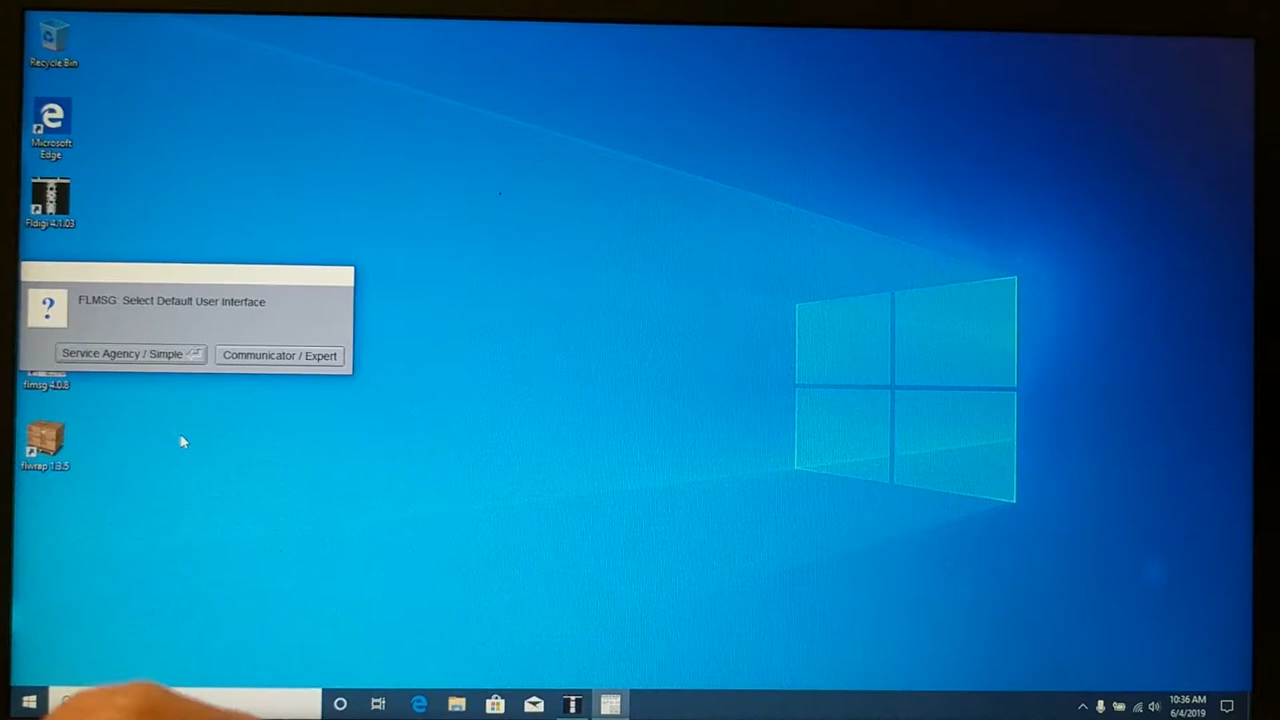 Recycle Bin
Microsoft
Edge
Fldigi 4.1.03
FLMSG: Select Default User Interface
?
Service Agency / Simple
Communicator / Expert
flmsg 4.0.8
flwrap 1.3.5
10:36 AM
6/4/2019